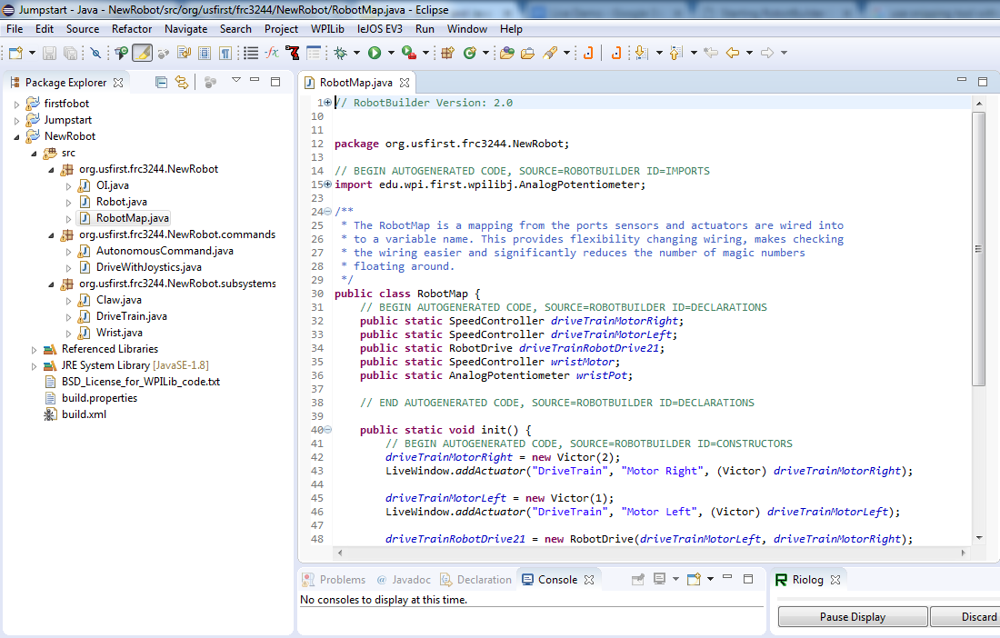 Jumpstart - Java - NewRobot/src/org/usfirst/frc3244/NewRobot/RobotMap.java - Eclipse
File Edit Source Refactor Navigate Search Project WPILib leJOS EV3 Run Window Help
Package Explorer
firstfobot
Jumpstart
NewRobot
src
org.usfirst.frc3244.NewRobot
OI.java
Robot.java
RobotMap.java
org.usfirst.frc3244.NewRobot.commands
AutonomousCommand.java
DriveWithJoystics.java
org.usfirst.frc3244.NewRobot.subsystems
Claw.java
DriveTrain.java
Wrist.java
Referenced Libraries
JRE System Library [JavaSE-1.8]
BSD_License_for_WPILib_code.txt
build.properties
build.xml
RobotMap.java
1 // RobotBuilder Version: 2.0
10
11
12 package org.usfirst.frc3244.NewRobot;
13
14 // BEGIN AUTOGENERATED CODE, SOURCE=ROBOTBUILDER ID=IMPORTS
15 import edu.wpi.first.wpilibj.AnalogPotentiometer;
23
24 /**
25 * The RobotMap is a mapping from the ports sensors and actuators are wired into
26 * to a variable name. This provides flexibility changing wiring, makes checking
27 * the wiring easier and significantly reduces the number of magic numbers
28 * floating around.
29 */
30 public class RobotMap {
31 // BEGIN AUTOGENERATED CODE, SOURCE=ROBOTBUILDER ID=DECLARATIONS
32 public static SpeedController driveTrainMotorRight;
33 public static SpeedController driveTrainMotorLeft;
34 public static RobotDrive driveTrainRobotDrive21;
35 public static SpeedController wristMotor;
36 public static AnalogPotentiometer wristPot;
37
38 // END AUTOGENERATED CODE, SOURCE=ROBOTBUILDER ID=DECLARATIONS
39
40 public static void init() {
41 // BEGIN AUTOGENERATED CODE, SOURCE=ROBOTBUILDER ID=CONSTRUCTORS
42 driveTrainMotorRight = new Victor(2);
43 LiveWindow.addActuator("DriveTrain", "Motor Right", (Victor) driveTrainMotorRight);
44
45 driveTrainMotorLeft = new Victor(1);
46 LiveWindow.addActuator("DriveTrain", "Motor Left", (Victor) driveTrainMotorLeft);
47
48 driveTrainRobotDrive21 = new RobotDrive(driveTrainMotorLeft, driveTrainMotorRight);
Problems @ Javadoc Declaration Console
No consoles to display at this time.
Riolog
Pause Display Discard